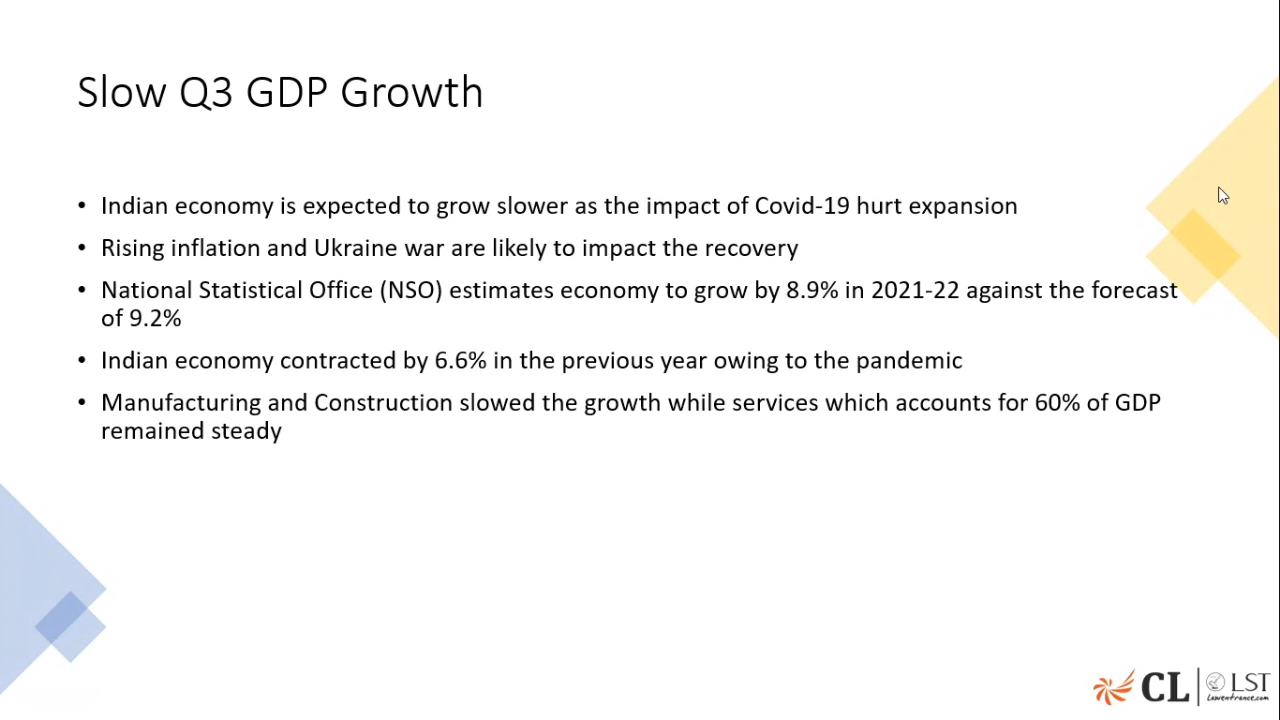 Slow Q3 GDP Growth
• Indian economy is expected to grow slower as the impact of Covid-19 hurt expansion
• Rising inflation and Ukraine war are likely to impact the recovery
• National Statistical Office (NSO) estimates economy to grow by 8.9% in 2021-22 against the forecast
of 9.2%
• Indian economy contracted by 6.6% in the previous year owing to the pandemic
• Manufacturing and Construction slowed the growth while services which accounts for 60% of GDP
remained steady
CL LST
Lawentrance.com